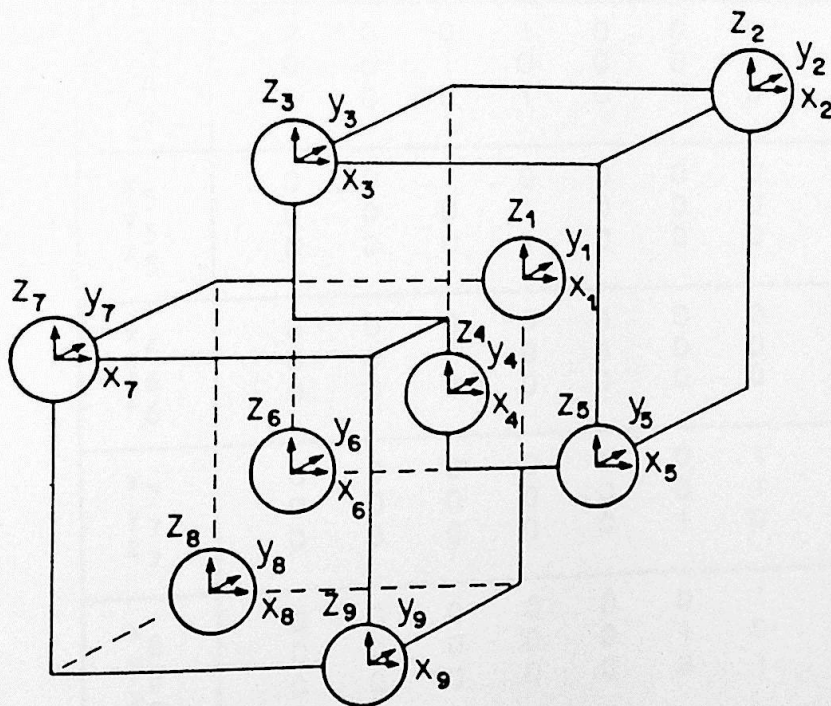 z₂
y₂
x₂
z₃
y₃
x₃
z₁
y₁
x₁
z₇
y₇
x₇
z₄
y₄
x₄
z₅
y₅
x₅
z₆
y₆
x₆
z₈
y₈
x₈
z₉
y₉
x₉